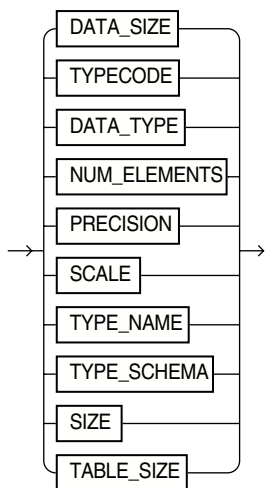 DATA_SIZE
TYPECODE
DATA_TYPE
NUM_ELEMENTS
PRECISION
SCALE
TYPE_NAME
TYPE_SCHEMA
SIZE
TABLE_SIZE